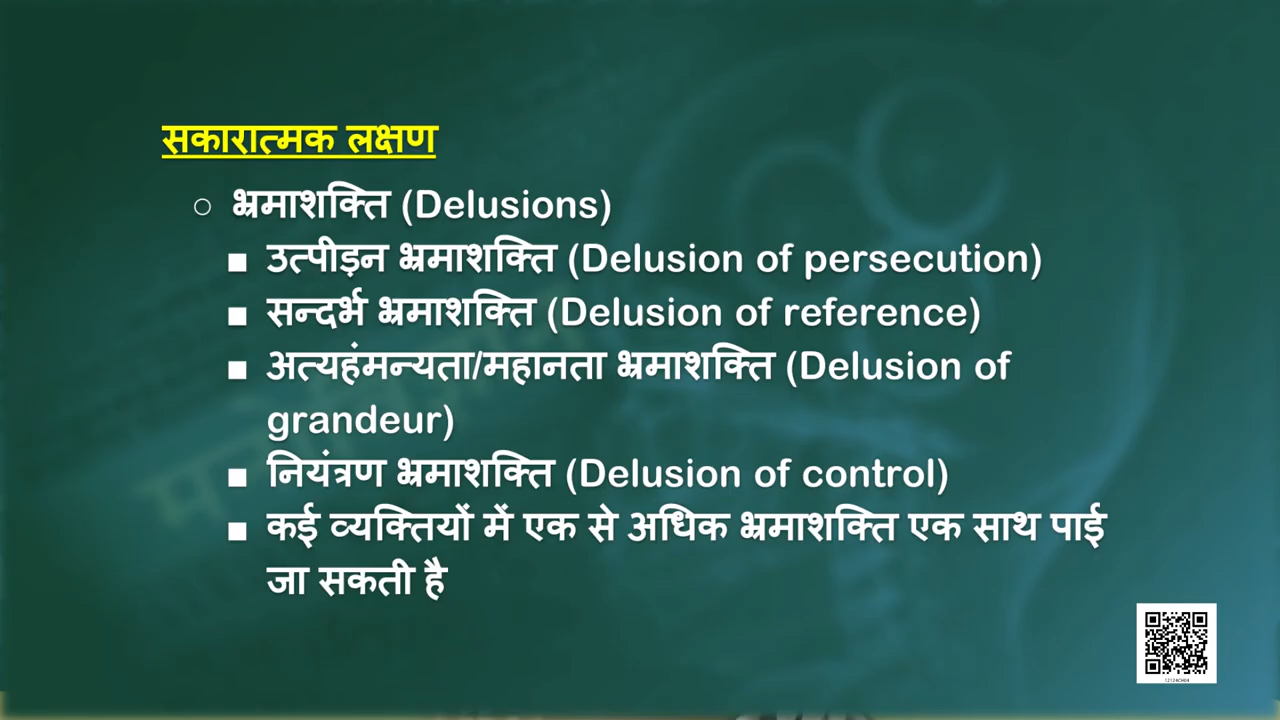 सकारात्मक लक्षण
○ भ्रमाशक्ति (Delusions)
■ उत्पीड़न भ्रमाशक्ति (Delusion of persecution)
■ सन्दर्भ भ्रमाशक्ति (Delusion of reference)
■ अत्यहंमन्यता/महानता भ्रमाशक्ति (Delusion of
grandeur)
■ नियंत्रण भ्रमाशक्ति (Delusion of control)
■ कई व्यक्तियों में एक से अधिक भ्रमाशक्ति एक साथ पाई
जा सकती है